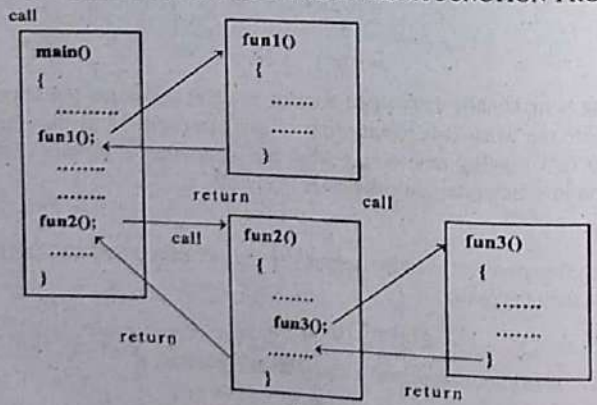 call
main()
{
..........
fun1();
........
........
fun2();
.......
}
fun1()
{
.......
.......
}
return
call
call
fun2()
{
.......
fun3();
........
}
return
fun3()
{
.......
.......
}
return